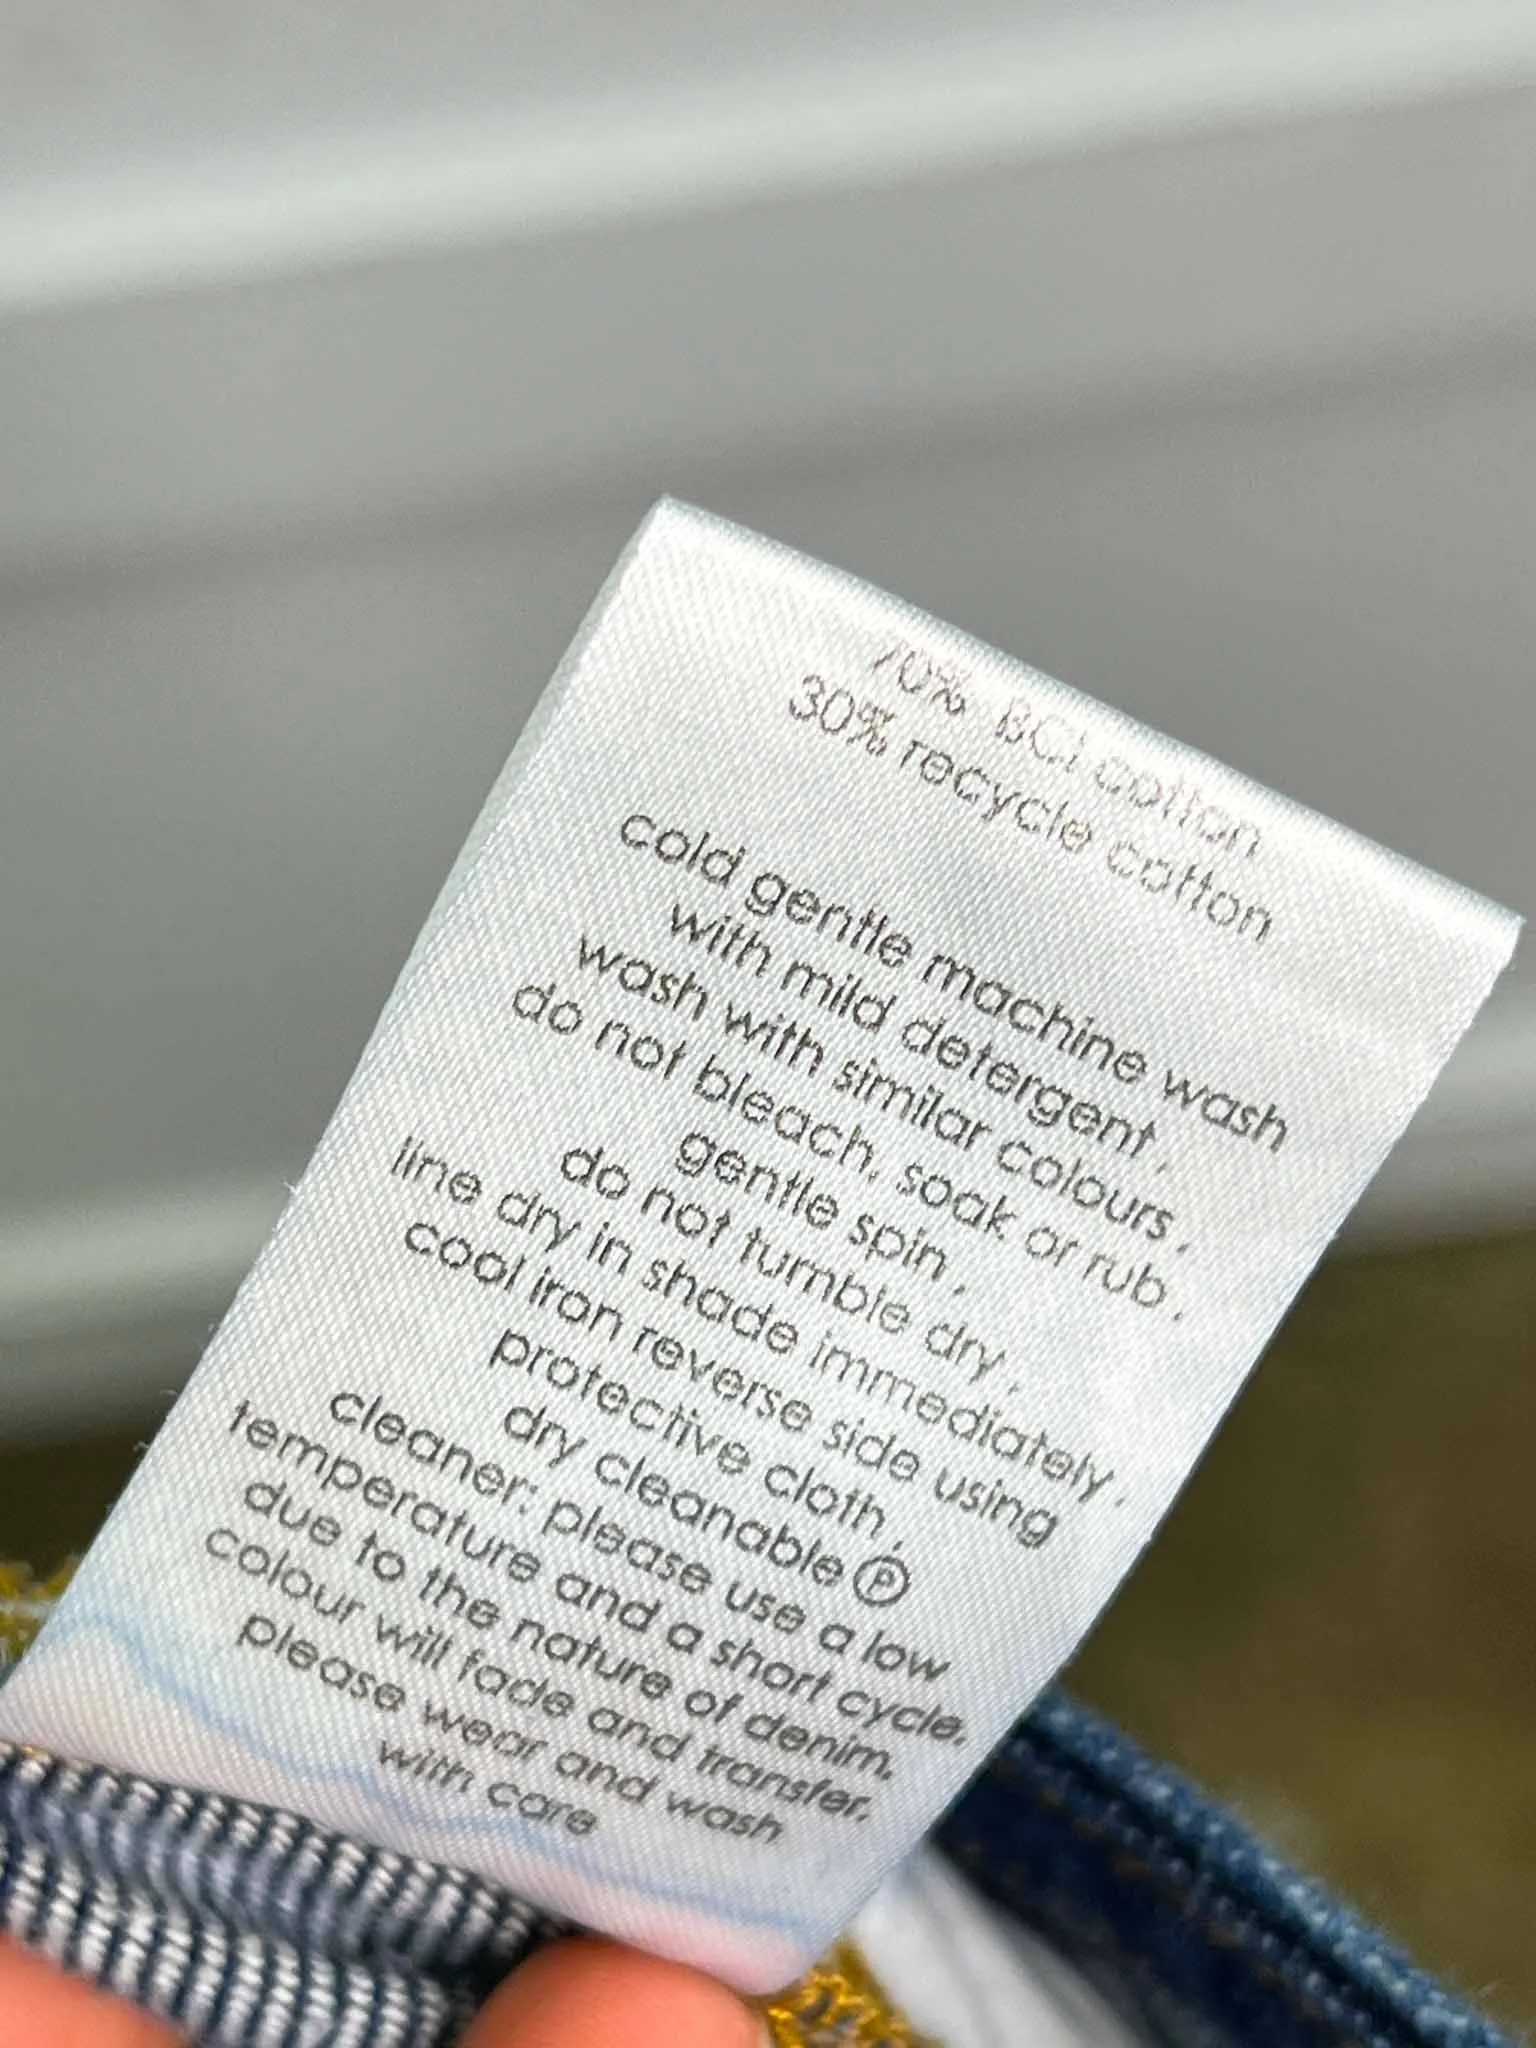 70% BCI cotton
30% recycle cotton
cold gentle machine wash
with mild detergent,
wash with similar colours,
do not bleach, soak or rub,
gentle spin,
do not tumble dry,
line dry in shade immediately,
cool iron reverse side using
protective cloth,
dry cleanable Ⓟ
cleaner: please use a low
temperature and a short cycle.
due to the nature of denim,
colour will fade and transfer,
please wear and wash
with care